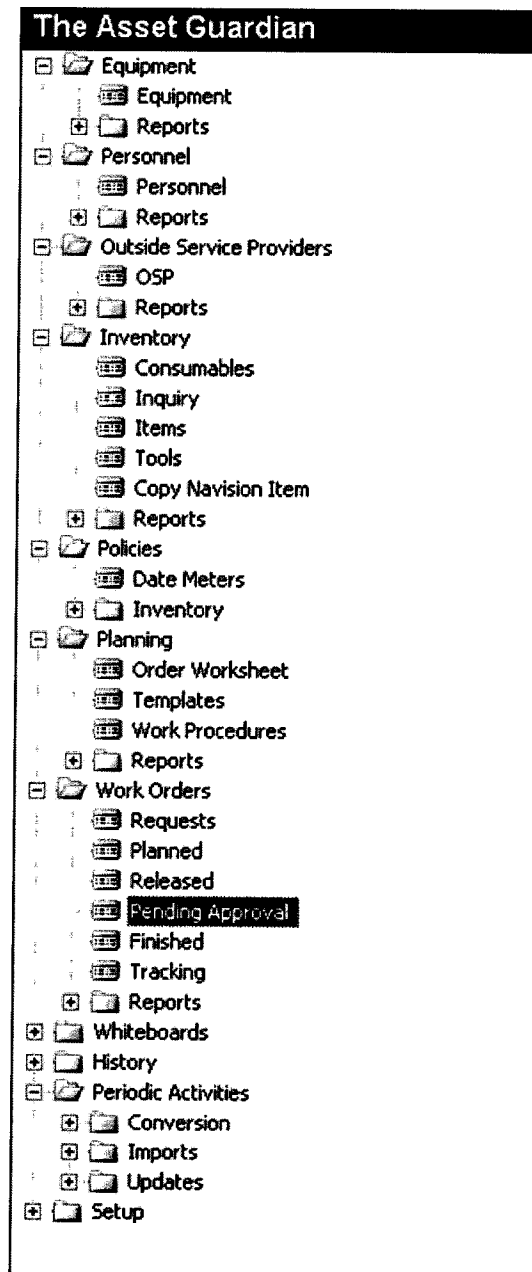 The Asset Guardian
Equipment
Equipment
Reports
Personnel
Personnel
Reports
Outside Service Providers
OSP
Reports
Inventory
Consumables
Inquiry
Items
Tools
Copy Navision Item
Reports
Policies
Date Meters
Inventory
Planning
Order Worksheet
Templates
Work Procedures
Reports
Work Orders
Requests
Planned
Released
Pending Approval
Finished
Tracking
Reports
Whiteboards
History
Periodic Activities
Conversion
Imports
Updates
Setup